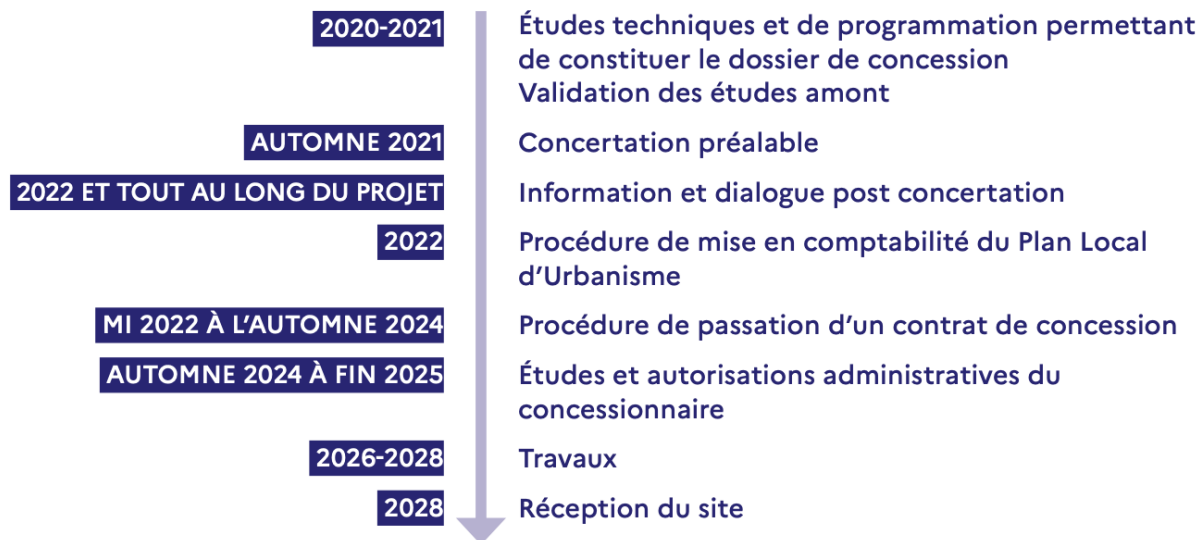 2020-2021
Études techniques et de programmation permettant
de constituer le dossier de concession
Validation des études amont
AUTOMNE 2021
Concertation préalable
2022 ET TOUT AU LONG DU PROJET
Information et dialogue post concertation
2022
Procédure de mise en comptabilité du Plan Local
d’Urbanisme
MI 2022 À L’AUTOMNE 2024
Procédure de passation d’un contrat de concession
AUTOMNE 2024 À FIN 2025
Études et autorisations administratives du
concessionnaire
2026-2028
Travaux
2028
Réception du site